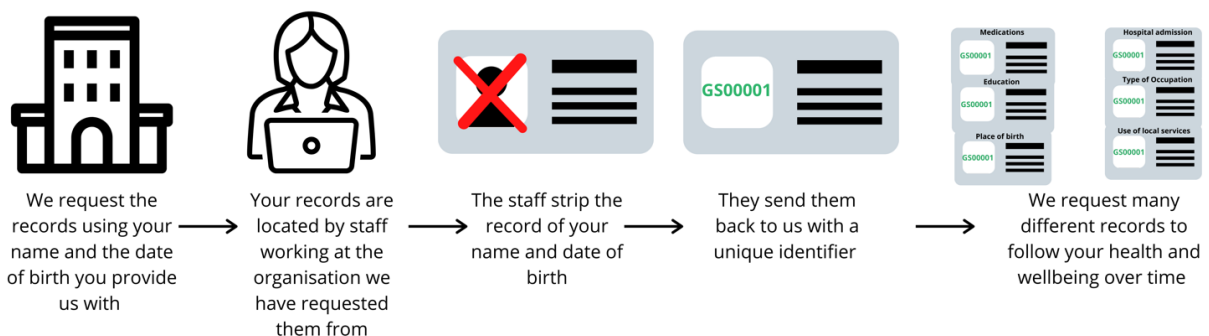 GS00001
Medications
GS00001
Education
GS00001
Place of birth
GS00001
Hospital admission
GS00001
Type of Occupation
GS00001
Use of local services
GS00001
We request the
records using your
name and the date
of birth you provide
us with
Your records are
located by staff
working at the
organisation we
have requested
them from
The staff strip the
record of your
name and date of
birth
They send them
back to us with a
unique identifier
We request many
different records to
follow your health and
wellbeing over time